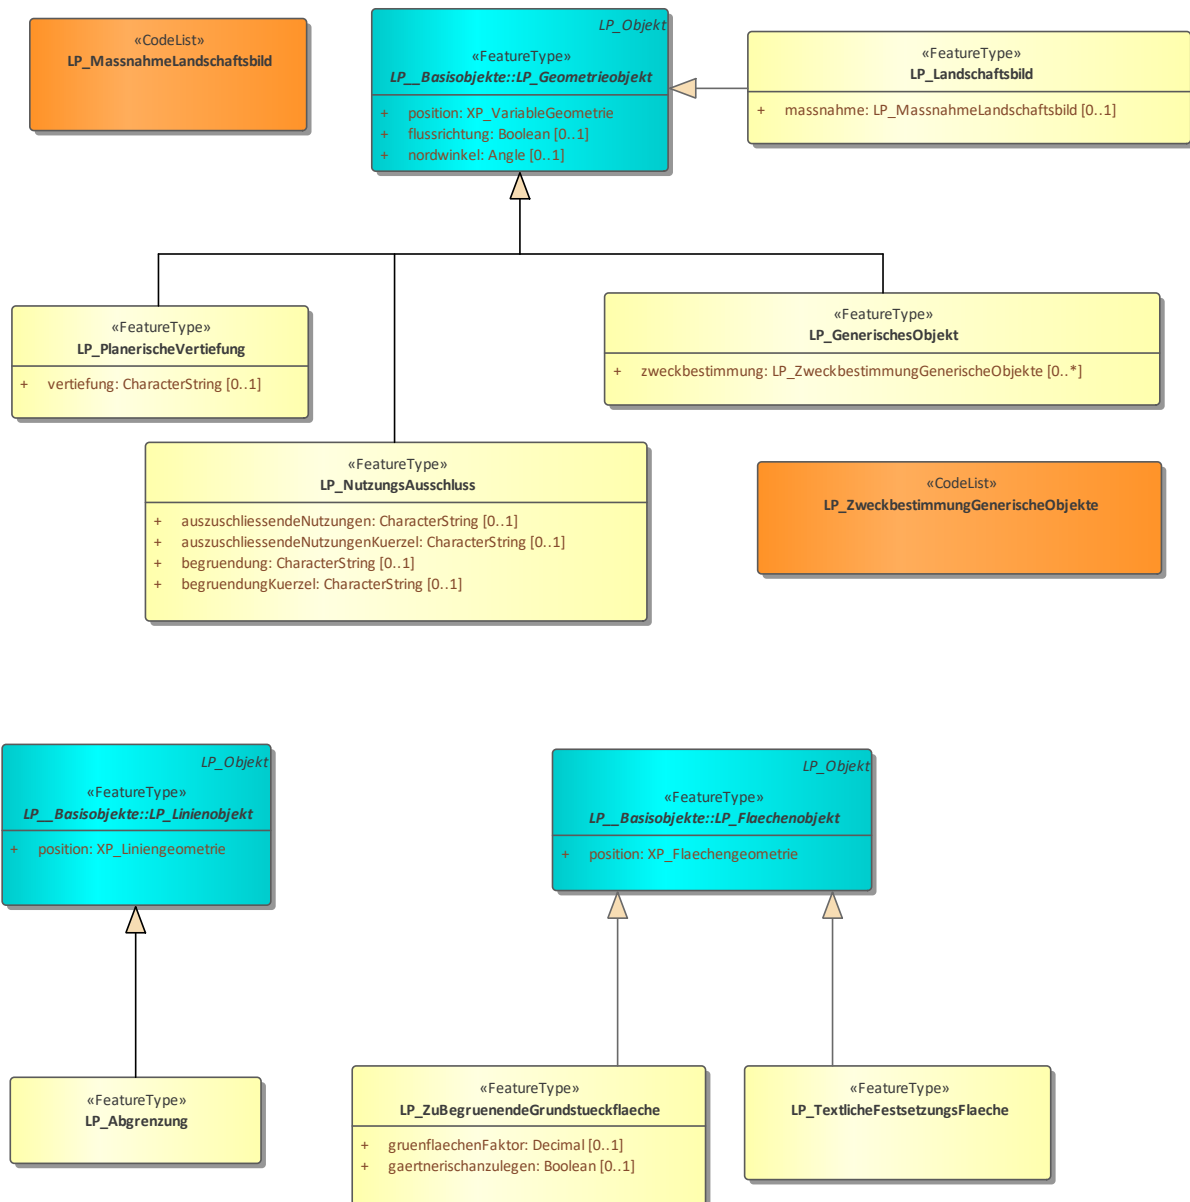 «CodeList»
LP_MassnahmeLandschaftsbild
LP_Objekt
«FeatureType»
LP__Basisobjekte::LP_Geometrieobjekt
+ position: XP_VariableGeometrie
+ flussrichtung: Boolean [0..1]
+ nordwinkel: Angle [0..1]
«FeatureType»
LP_Landschaftsbild
+ massnahme: LP_MassnahmeLandschaftsbild [0..1]
«FeatureType»
LP_PlanerischeVertiefung
+ vertiefung: CharacterString [0..1]
«FeatureType»
LP_GenerischesObjekt
+ zweckbestimmung: LP_ZweckbestimmungGenerischeObjekte [0..*]
«FeatureType»
LP_NutzungsAusschluss
+ auszuschliessendeNutzungen: CharacterString [0..1]
+ auszuschliessendeNutzungenKuerzel: CharacterString [0..1]
+ begruendung: CharacterString [0..1]
+ begruendungKuerzel: CharacterString [0..1]
«CodeList»
LP_ZweckbestimmungGenerischeObjekte
LP_Objekt
«FeatureType»
LP__Basisobjekte::LP_Linienobjekt
+ position: XP_Liniengeometrie
LP_Objekt
«FeatureType»
LP__Basisobjekte::LP_Flaechenobjekt
+ position: XP_Flaechengeometrie
«FeatureType»
LP_Abgrenzung
«FeatureType»
LP_ZuBegruenendeGrundstueckflaeche
+ gruenflaechenFaktor: Decimal [0..1]
+ gaertnerischanzulegen: Boolean [0..1]
«FeatureType»
LP_TextlicheFestsetzungsFlaeche